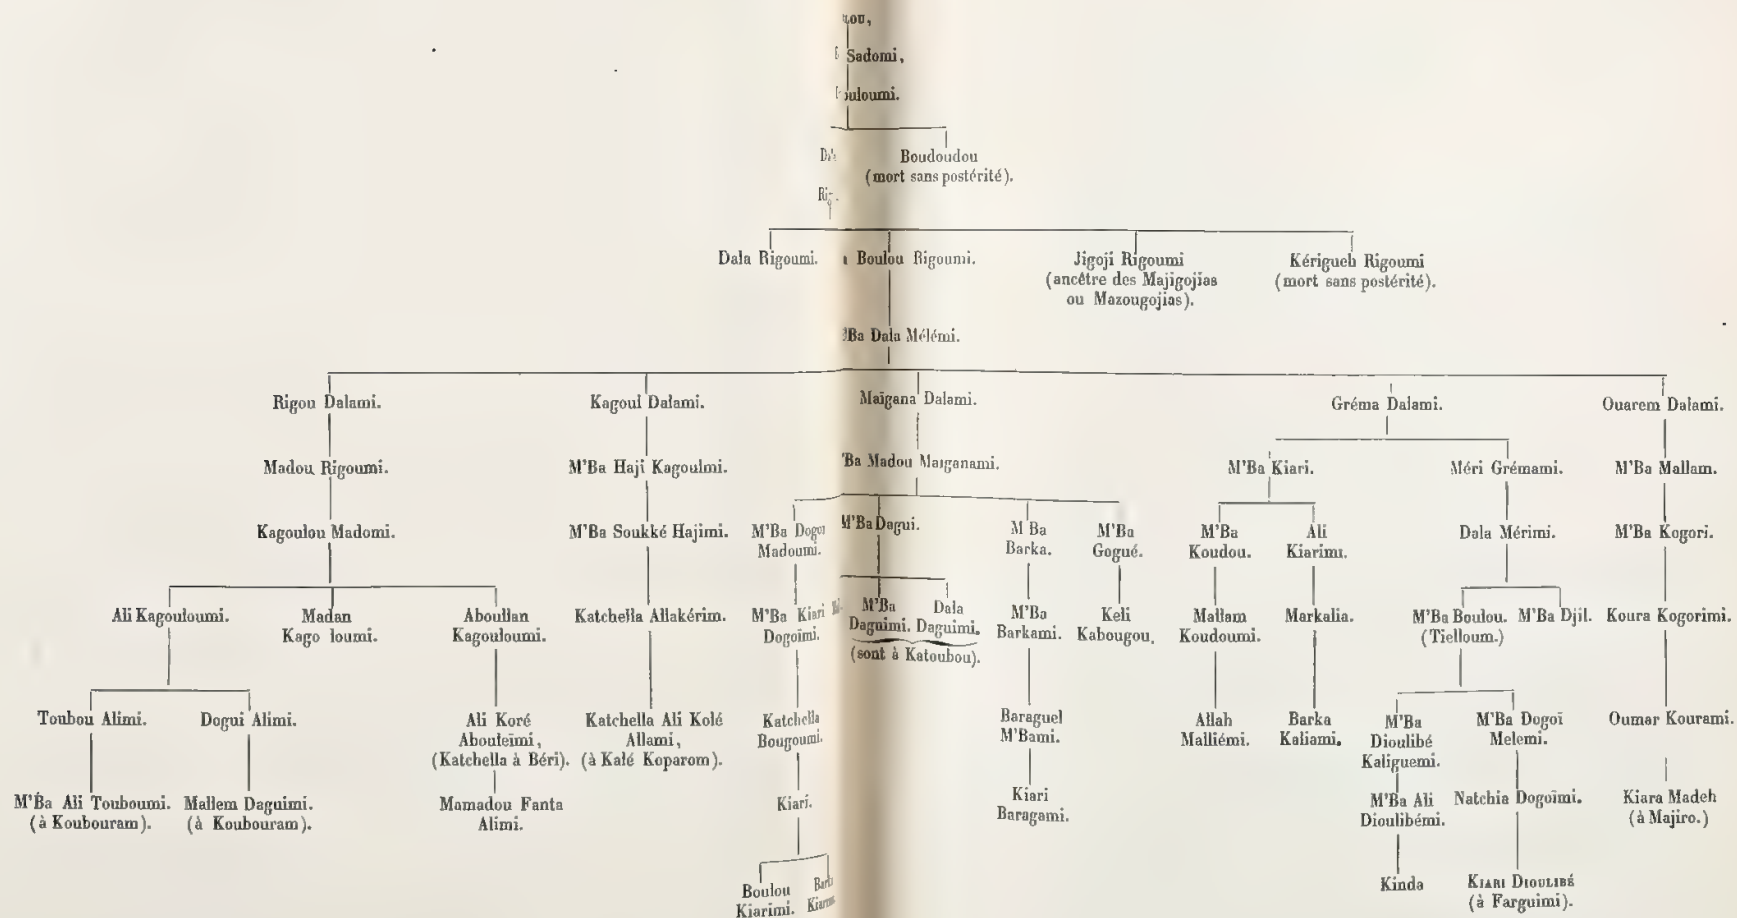 Sadomi,
Boudoudou
(mort sans postérité).
Dala Rigoumi. Boulou Rigoumi. Jigoji Rigoumi Kérigueh Rigoumi
(ancêtre des Majigojias (mort sans postérité).
ou Mazougojias).
Dala Mélémi.
Rigou Dalami. Kagoul Dalami. Maïgana Dalami. Gréma Dalami. Ouarem Dalami.
Madou Rigoumi. M'Ba Haji Kagoulmi. Madou Maïganami. M'Ba Kiari. Méri Grémami. M'Ba Mallam.
Kagoulou Madomi. M'Ba Soukké Hajimi. M'Ba Dogui M'Ba Dagui. M'Ba M'Ba M'Ba Ali Dala Mérimi. M'Ba Kogori.
Madoumi. Barka. Gogué. Koudou. Kiarimi.
Ali Kagouloumi. Madan Aboullan Katchella Allakérim. M'Ba Kiari M'Ba Dala M'Ba Keli Mallam Markalia. M'Ba Boulou. M'Ba Djil. Koura Kogorimi.
Kago loumi. Kagouloumi. Dogoïmi. Daguimi. Daguimi. Barkami. Kabougou. Koudoumi. (Tielloum.)
(sont à Katoubou).
Toubou Alimi. Dogui Alimi. Ali Koré Katchella Ali Kolé Katchella Baraguel Allah Barka M'Ba M'Ba Dogoï Oumar Kourami.
Abouteïmi, Allami, Bougoumi. M'Bami. Malliémi. Kaliami. Dioulibé Melemi.
(Katchella à Béri). (à Kalé Koparom). Kaliguemi.
M'Ba Ali Touboumi. Mallem Daguimi. Mamadou Fanta Kiari. Kiari M'Ba Ali Natchia Dogoïmi. Kiara Madeh
(à Koubouram). (à Koubouram). Alimi. Baragami. Dioulibémi. (à Majiro.)
Boulou Kinda KIARI DIOULIBÉ
Kiarimi. (à Farguimi).